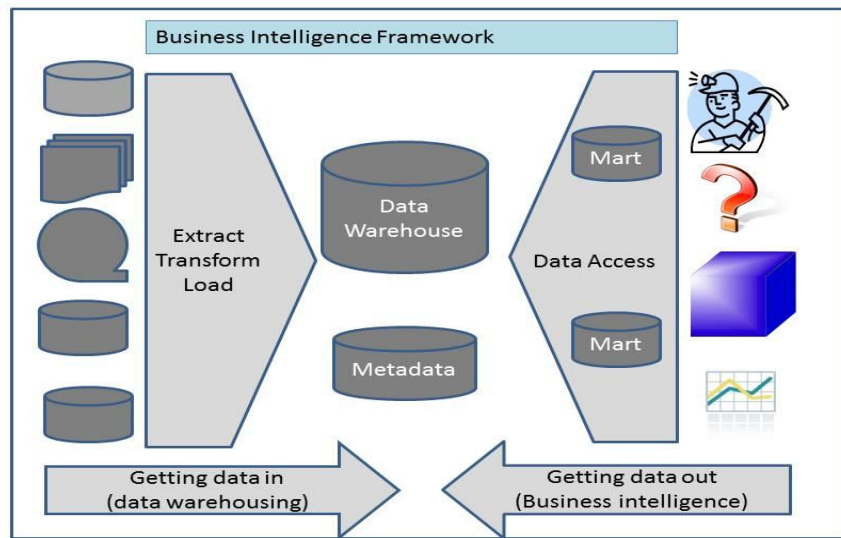 Business Intelligence Framework
Extract
Transform
Load
Data
Warehouse
Metadata
Mart
Data Access
Mart
Getting data in
(data warehousing)
Getting data out
(Business intelligence)